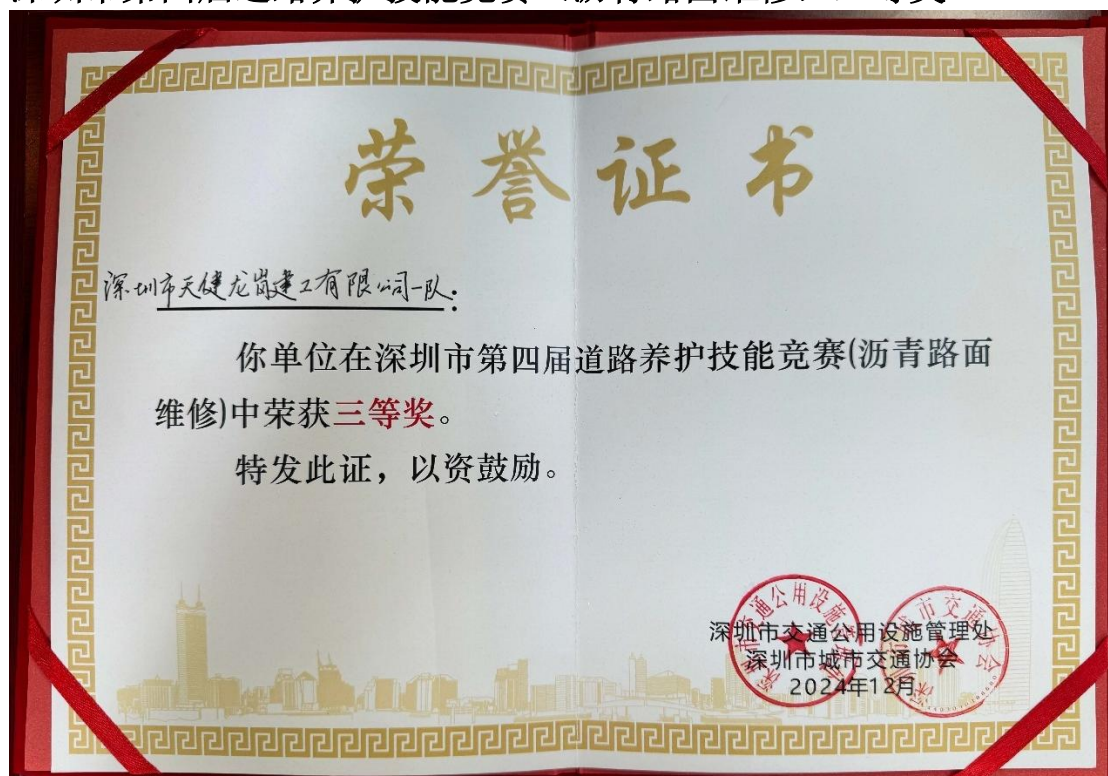 荣誉证书
深圳市天健龙岗建工有限公司一队:
你单位在深圳市第四届道路养护技能竞赛(沥青路面
维修)中荣获三等奖。
特发此证，以资鼓励。
深圳市交通公用设施管理处
深圳市城市交通协会
2024年12月